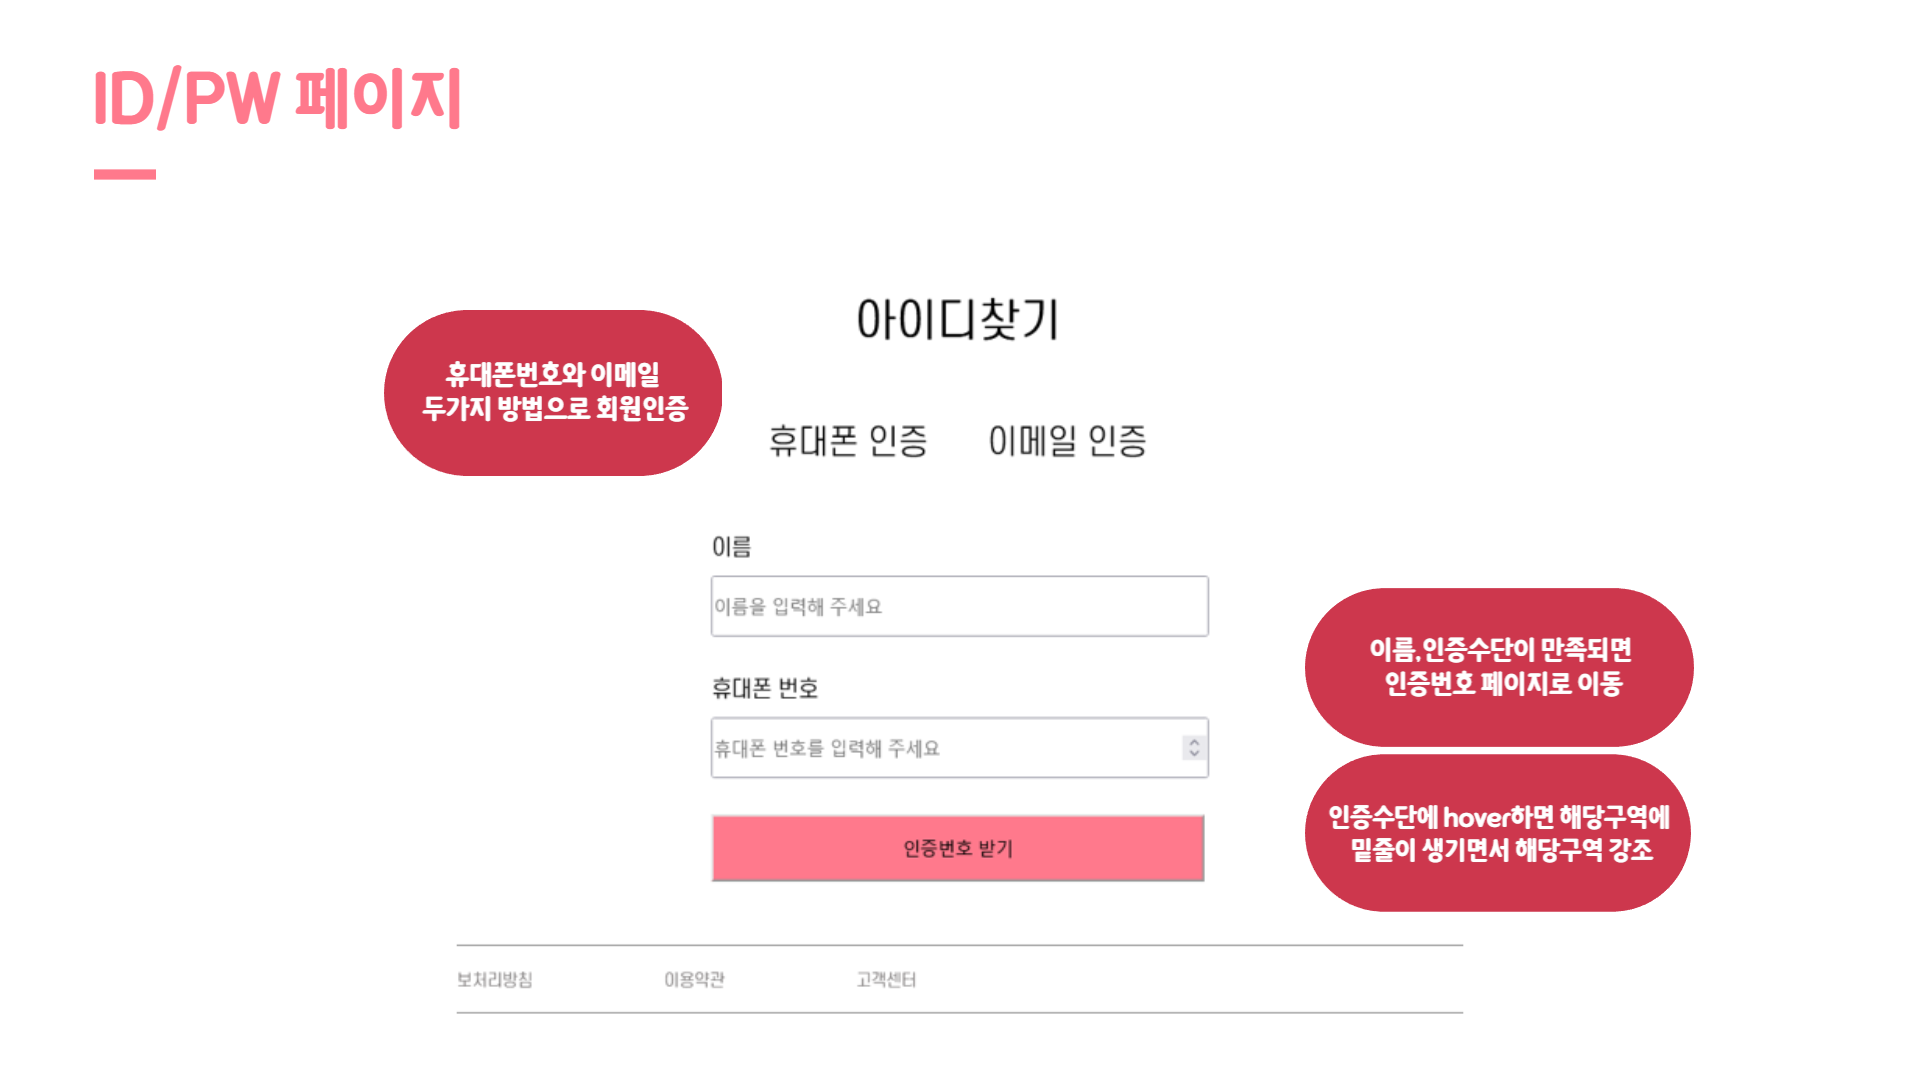 ID/PW 페이지
아이디찾기
휴대폰번호와 이메일
두가지 방법으로 회원인증
휴대폰 인증 이메일 인증
이름
이름을 입력해 주세요
이름,인증수단이 만족되면
인증번호 페이지로 이동
휴대폰 번호
휴대폰 번호를 입력해 주세요
인증수단에 hover하면 해당구역에
밑줄이 생기면서 해당구역 강조
인증번호 받기
보처리방침 이용약관 고객센터